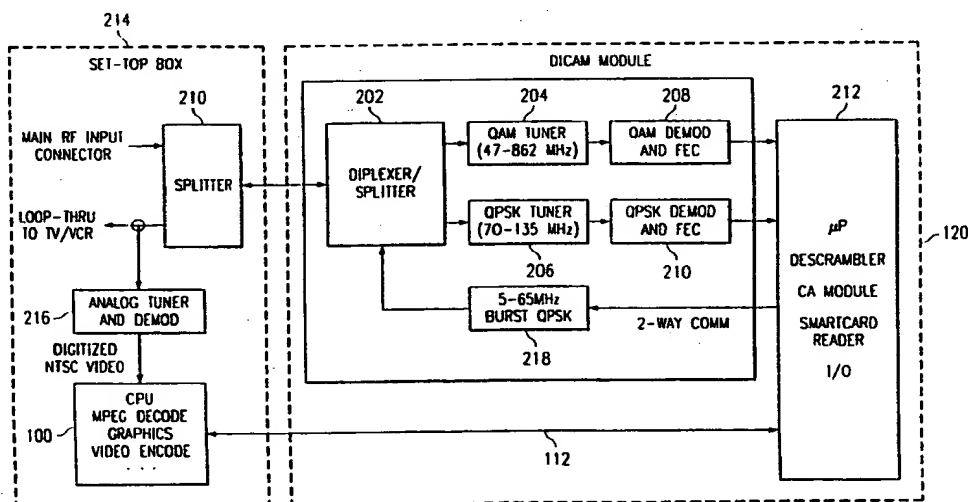 214
SET-TOP BOX
210
MAIN RF INPUT
CONNECTOR
SPLITTER
LOOP-THRU
TO TV/VCR
ANALOG TUNER
AND DEMOD
216
DIGITIZED
NTSC VIDEO
CPU
MPEG DECODE
GRAPHICS
VIDEO ENCODE
. . .
100
DICAM MODULE
202
DIPLEXER/
SPLITTER
204
QAM TUNER
(47-862 MHz)
208
QAM DEMOD
AND FEC
QPSK TUNER
(70-135 MHz)
206
QPSK DEMOD
AND FEC
210
5-65MHz
BURST QPSK
218
2-WAY COMM
212
μP
DESCRAMBLER
CA MODULE
SMARTCARD
READER
I/O
120
112